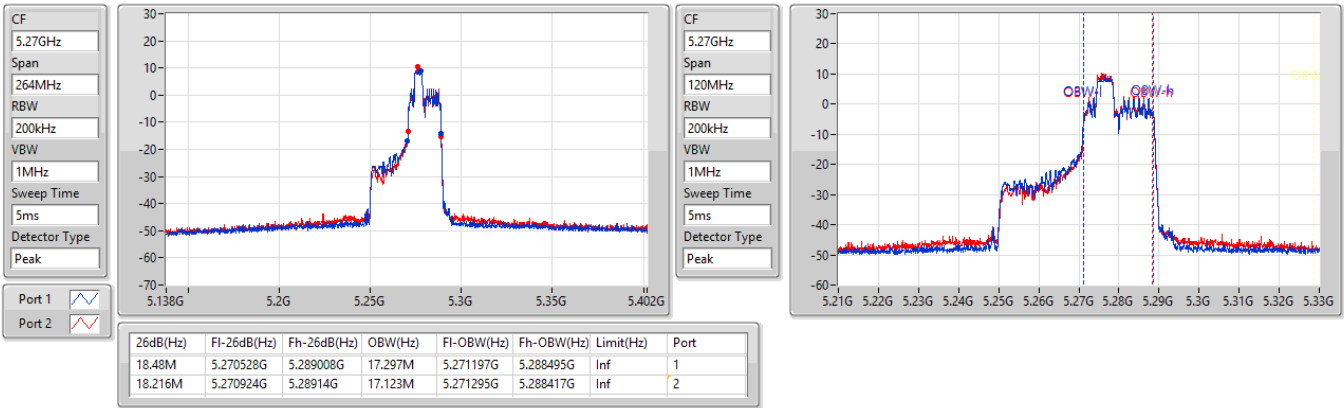 CF
5.27GHz
Span
264MHz
RBW
200kHz
VBW
1MHz
Sweep Time
5ms
Detector Type
Peak
Port 1
Port 2
30
20
10
0
-10
-20
-30
-40
-50
-60
-70
5.138G 5.2G 5.25G 5.3G 5.35G 5.402G
CF
5.27GHz
Span
120MHz
RBW
200kHz
VBW
1MHz
Sweep Time
5ms
Detector Type
Peak
30
20
10
0
-10
-20
-30
-40
-50
-60
OBW-l OBW-h
OBW
5.21G 5.22G 5.23G 5.24G 5.25G 5.26G 5.27G 5.28G 5.29G 5.3G 5.31G 5.32G 5.33G
26dB(Hz) Fl-26dB(Hz) Fh-26dB(Hz) OBW(Hz) Fl-OBW(Hz) Fh-OBW(Hz) Limit(Hz) Port
18.48M 5.270528G 5.289008G 17.297M 5.271197G 5.288495G Inf 1
18.216M 5.270924G 5.28914G 17.123M 5.271295G 5.288417G Inf 2